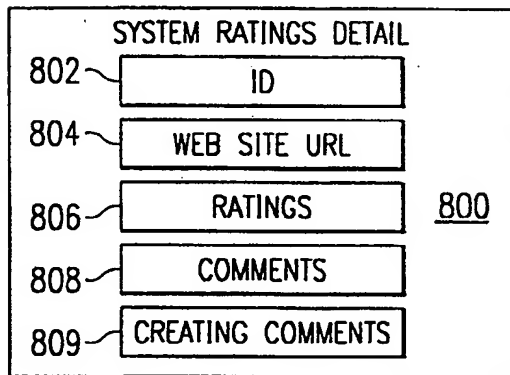 SYSTEM RATINGS DETAIL
802 ID
804 WEB SITE URL
806 RATINGS 800
808 COMMENTS
809 CREATING COMMENTS